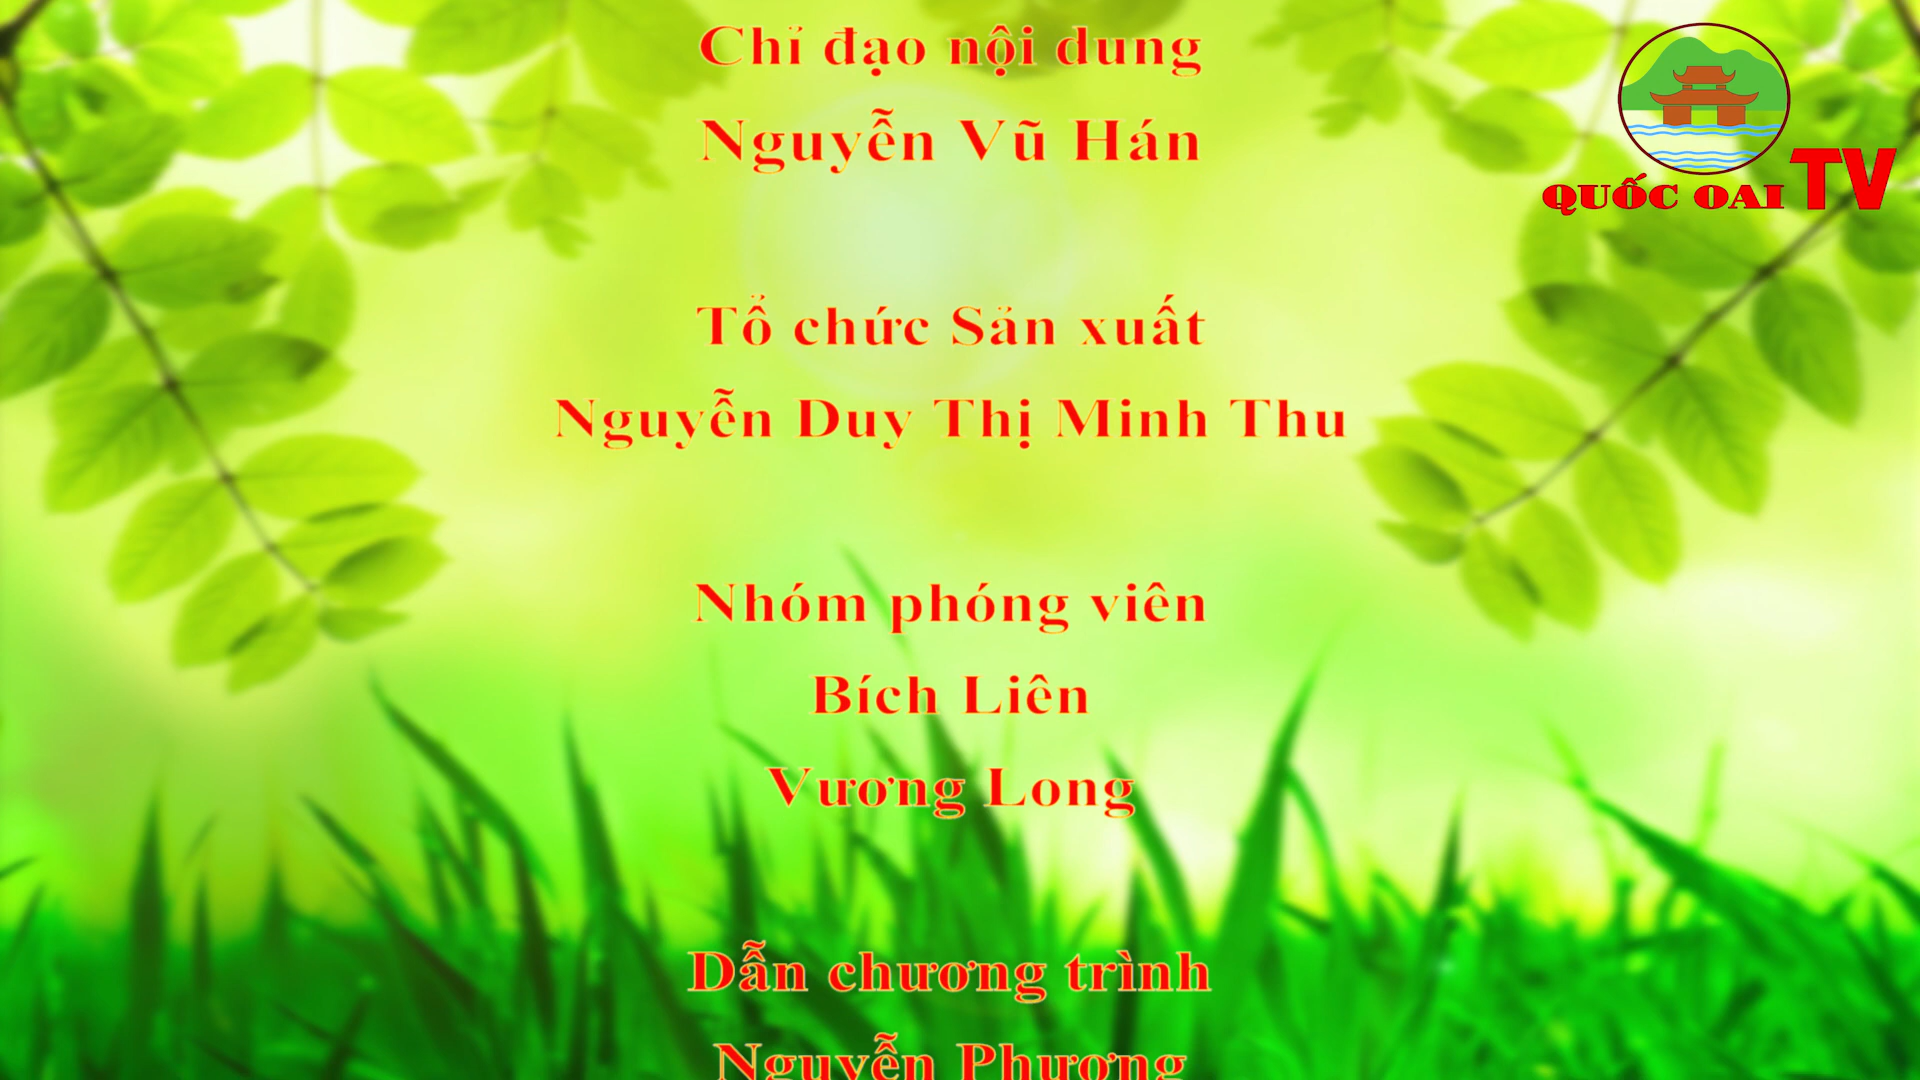 Chỉ đạo nội dung
Nguyễn Vũ Hán
QUỐC OAI TV
Tổ chức Sản xuất
Nguyễn Duy Thị Minh Thu
Nhóm phóng viên
Bích Liên
Vương Long
Dẫn chương trình
Nguyễn Phương